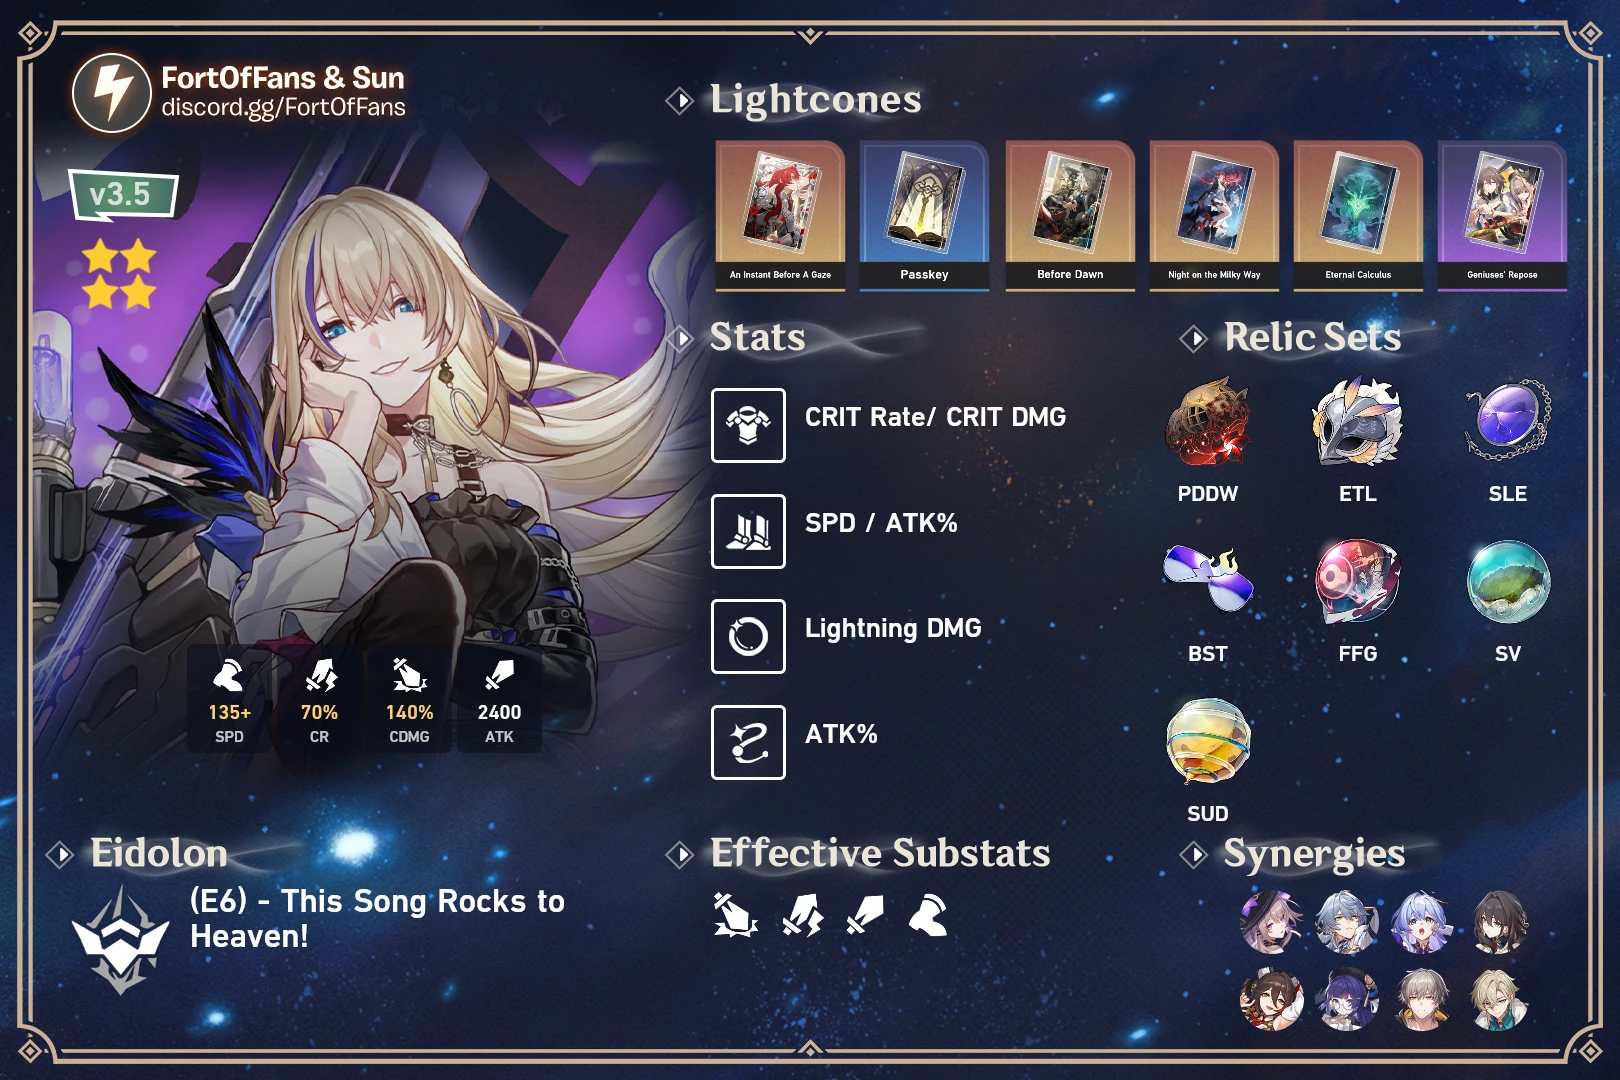 FortOfFans & Sun
discord.gg/FortOfFans
v3.5
Lightcones
An Instant Before A Gaze
Passkey
Before Dawn
Night on the Milky Way
Eternal Calculus
Geniuses' Repose
Stats
CRIT Rate/ CRIT DMG
SPD / ATK%
Lightning DMG
ATK%
Relic Sets
PDDW
ETL
SLE
BST
FFG
SV
SUD
135+
SPD
70%
CR
140%
CDMG
2400
ATK
Eidolon
(E6) - This Song Rocks to
Heaven!
Effective Substats
Synergies